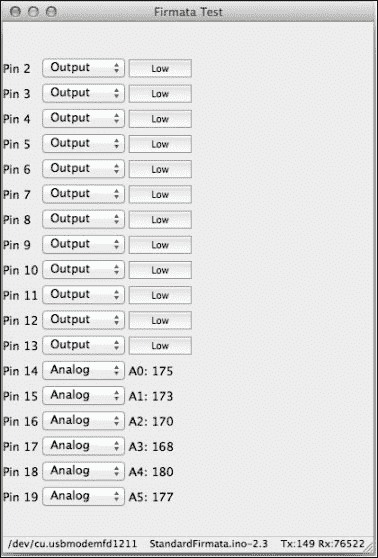 Firmata Test
Pin 2 Output Low
Pin 3 Output Low
Pin 4 Output Low
Pin 5 Output Low
Pin 6 Output Low
Pin 7 Output Low
Pin 8 Output Low
Pin 9 Output Low
Pin 10 Output Low
Pin 11 Output Low
Pin 12 Output Low
Pin 13 Output Low
Pin 14 Analog A0: 175
Pin 15 Analog A1: 173
Pin 16 Analog A2: 170
Pin 17 Analog A3: 168
Pin 18 Analog A4: 180
Pin 19 Analog A5: 177
/dev/cu.usbmodemfd1211 StandardFirmata.ino-2.3 Tx:149 Rx:76522